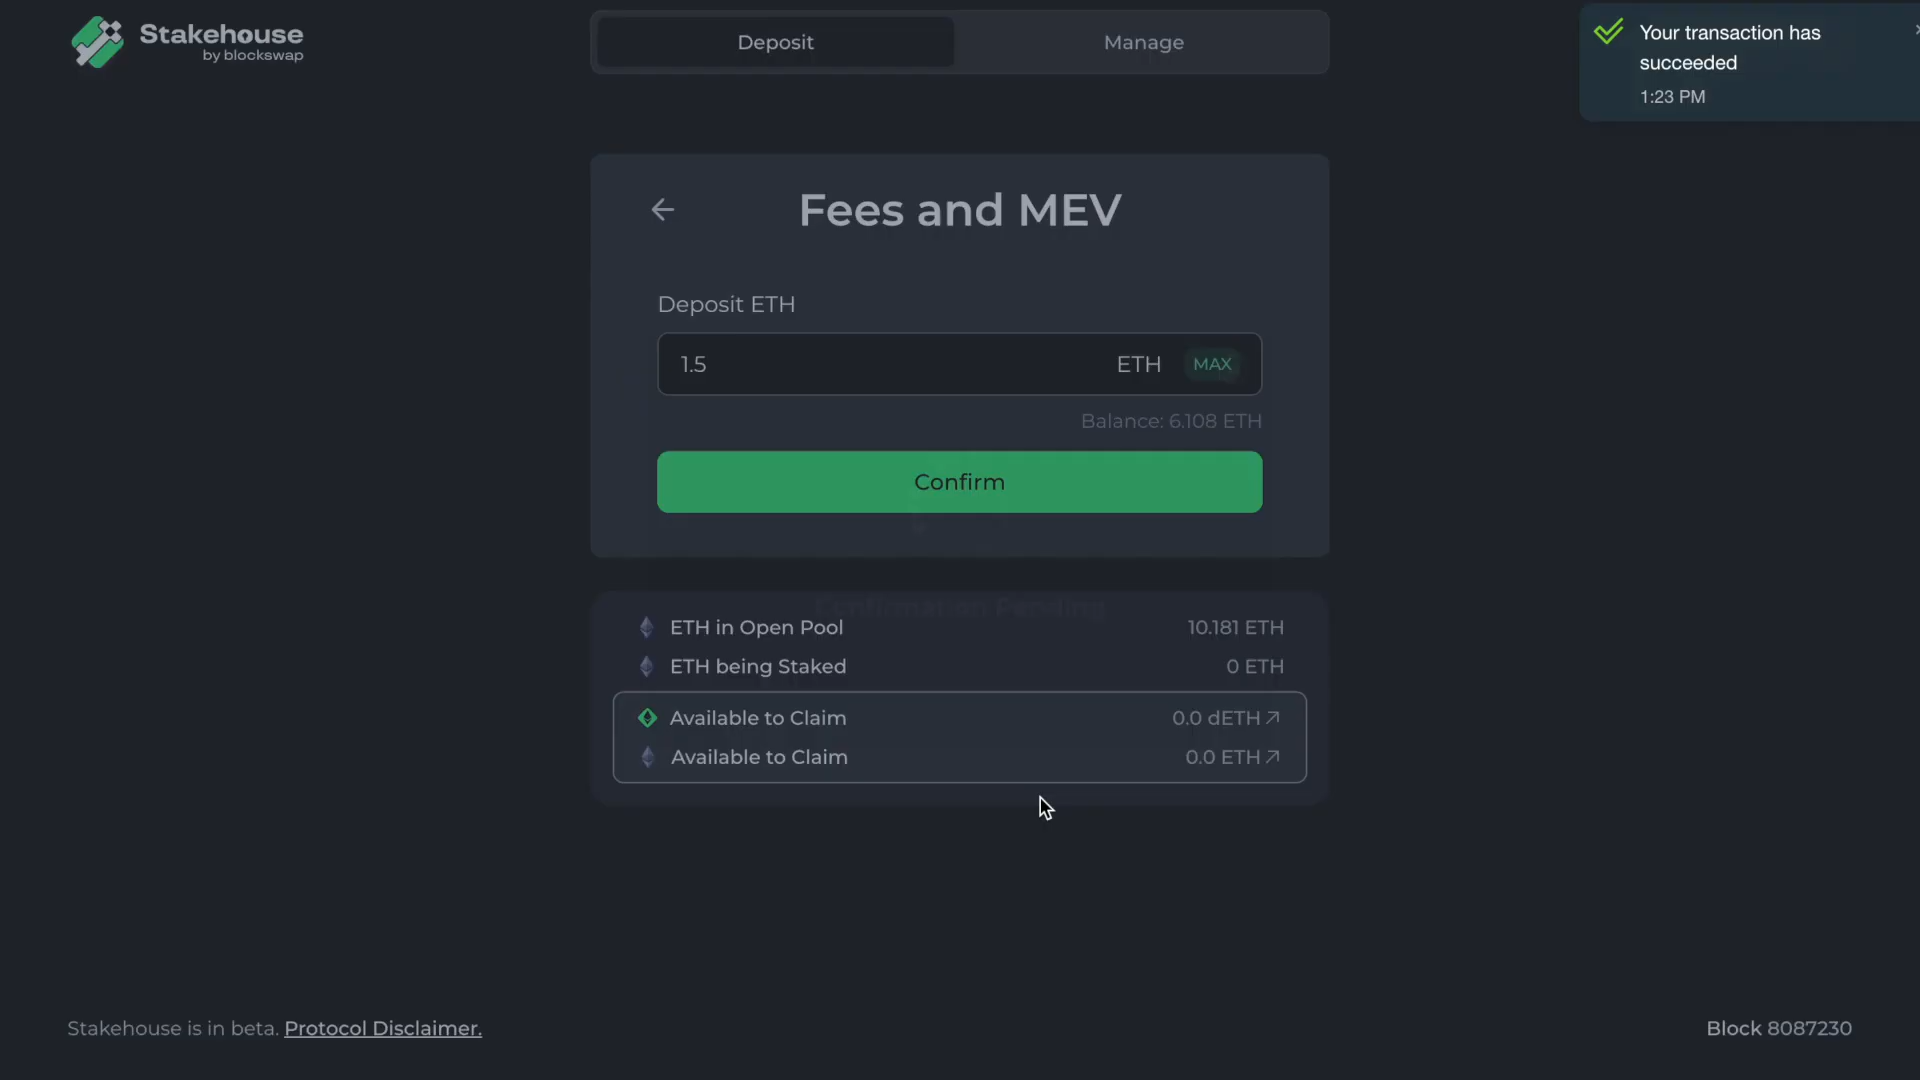 Stakehouse
by blockswap
Deposit
Manage
Your transaction has
succeeded
1:23 PM
Fees and MEV
Deposit ETH
1.5
ETH
MAX
Balance: 6.108 ETH
Confirm
Confirmation Pending
ETH in Open Pool
10.181 ETH
ETH being Staked
0 ETH
Available to Claim
0.0 dETH
Available to Claim
0.0 ETH
Stakehouse is in beta. Protocol Disclaimer.
Block 8087230